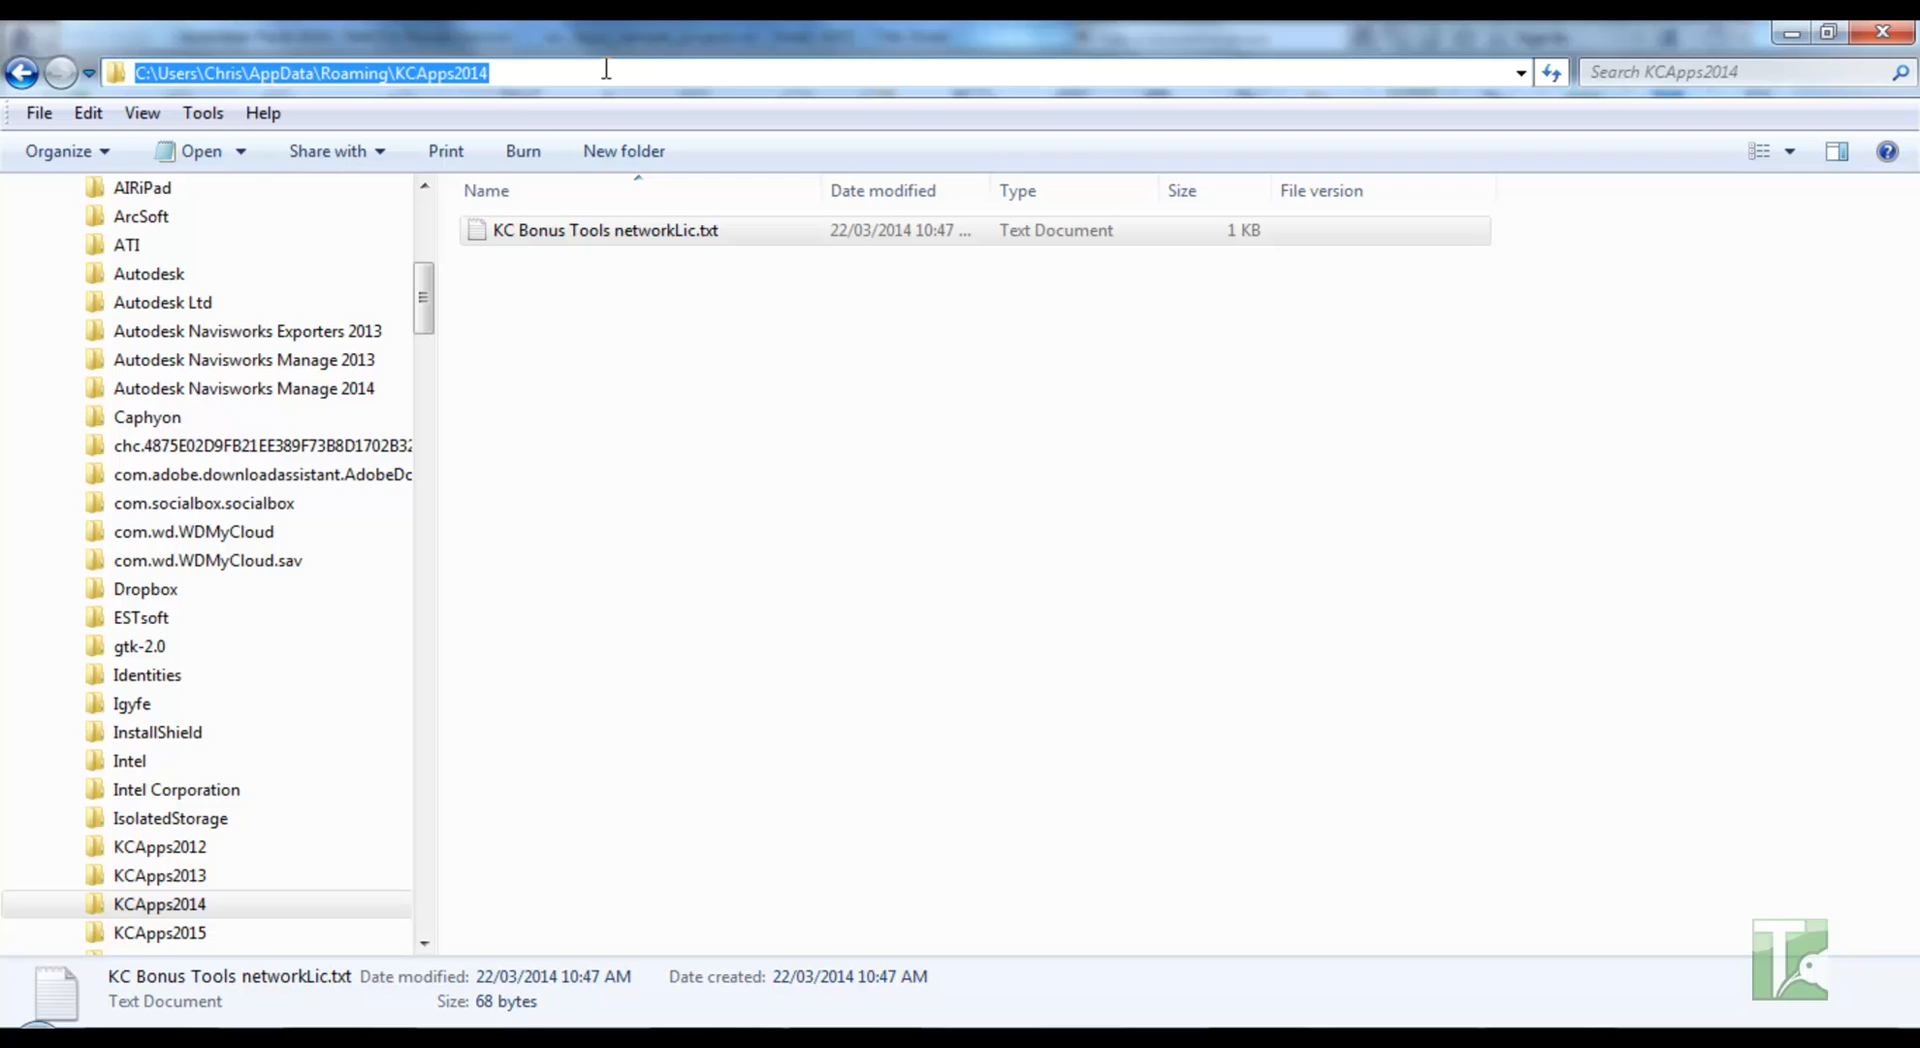 C:\Users\Chris\AppData\Roaming\KCApps2014
Search KCApps2014
File Edit View Tools Help
Organize Open Share with Print Burn New folder
Name Date modified Type Size File version
KC Bonus Tools networkLic.txt 22/03/2014 10:47 ... Text Document 1 KB
AIRiPad
ArcSoft
ATI
Autodesk
Autodesk Ltd
Autodesk Navisworks Exporters 2013
Autodesk Navisworks Manage 2013
Autodesk Navisworks Manage 2014
Caphyon
chc.4875E02D9FB21EE389F73B8D1702B32
com.adobe.downloadassistant.AdobeDo
com.socialbox.socialbox
com.wd.WDMyCloud
com.wd.WDMyCloud.sav
Dropbox
ESTsoft
gtk-2.0
Identities
Igyfe
InstallShield
Intel
Intel Corporation
IsolatedStorage
KCApps2012
KCApps2013
KCApps2014
KCApps2015
KC Bonus Tools networkLic.txt Date modified: 22/03/2014 10:47 AM Date created: 22/03/2014 10:47 AM
Text Document Size: 68 bytes